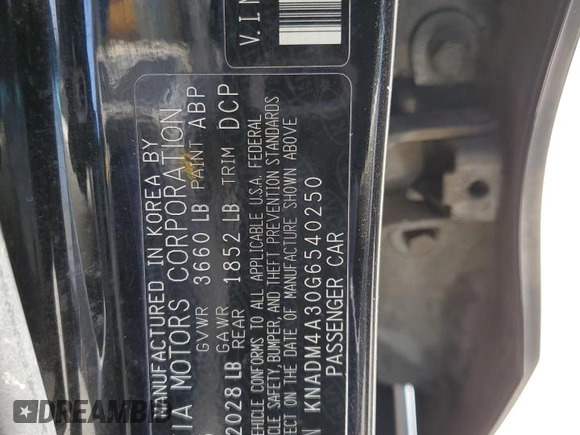 MANUFACTURED IN KOREA BY
KIA MOTORS CORPORATION
GVWR 3660 LB PAINT ABP
GAWR
2028 LB REAR 1852 LB TRIM DCP
VEHICLE CONFORMS TO ALL APPLICABLE U.S.A. FEDERAL
VEHICLE SAFETY, BUMPER, AND THEFT PREVENTION STANDARDS
ON DATE OF MANUFACTURE SHOWN ABOVE
KNADM4A30G6540250
PASSENGER CAR
V.I.N
DREAMBID